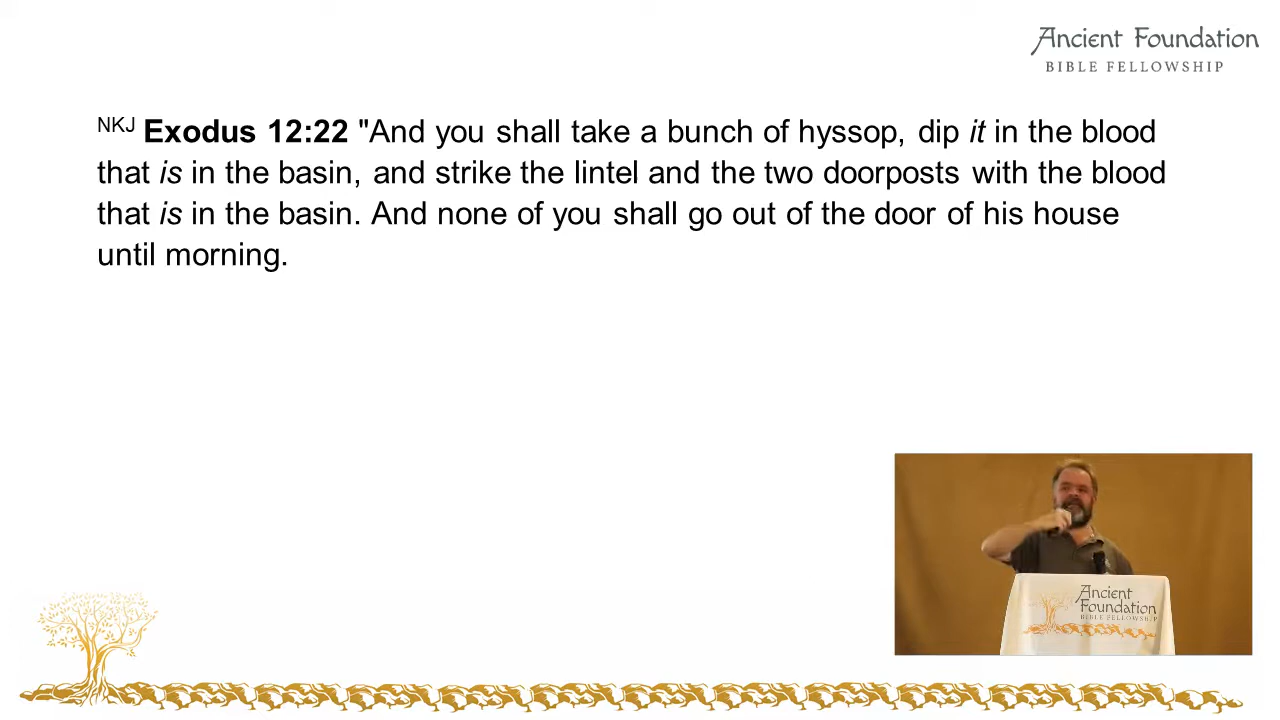 Ancient Foundation
BIBLE FELLOWSHIP
NKJ Exodus 12:22 "And you shall take a bunch of hyssop, dip it in the blood
that is in the basin, and strike the lintel and the two doorposts with the blood
that is in the basin. And none of you shall go out of the door of his house
until morning.
Ancient
Foundation
BIBLE FELLOWSHIP